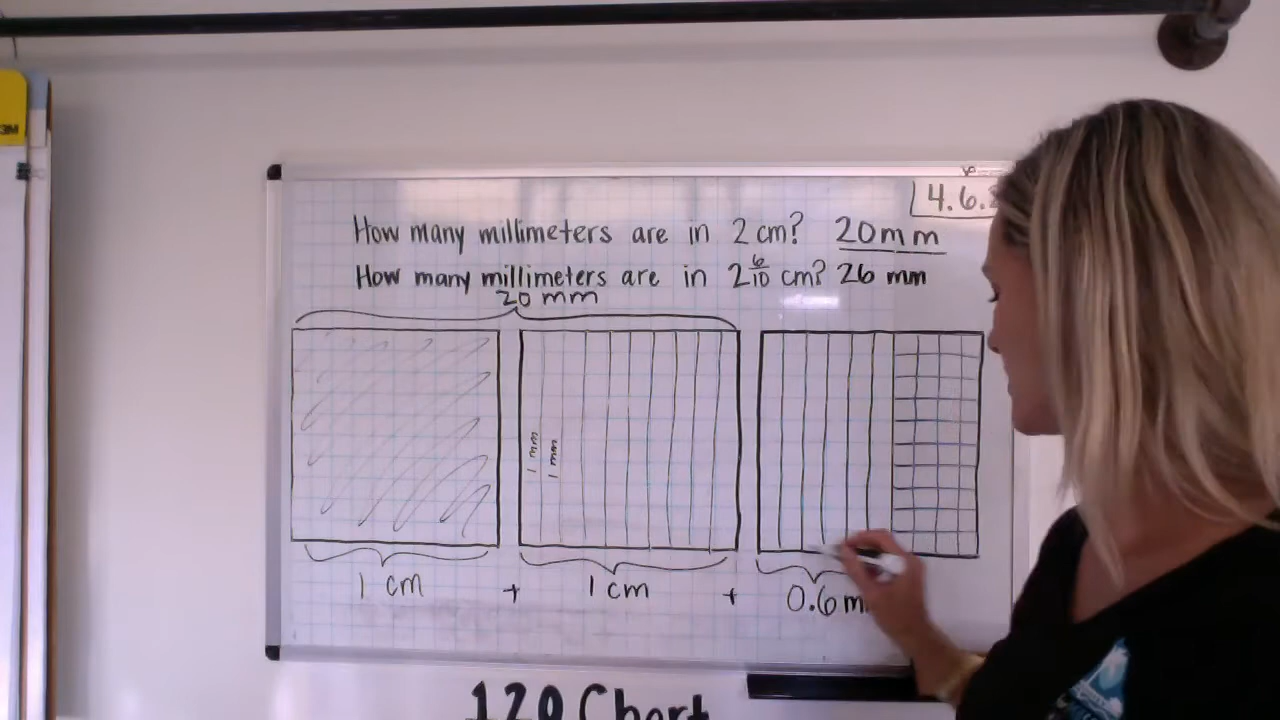 3M
4.6.
How many millimeters are in 2 cm? 20 mm
How many millimeters are in 2 6/10 cm? 26 mm
20 mm
1 mm
1 mm
1 cm + 1 cm + 0.6 m
120 Chart